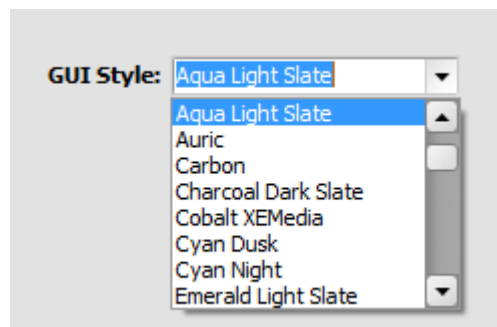 GUI Style: Aqua Light Slate
Aqua Light Slate
Auric
Carbon
Charcoal Dark Slate
Cobalt XEMedia
Cyan Dusk
Cyan Night
Emerald Light Slate